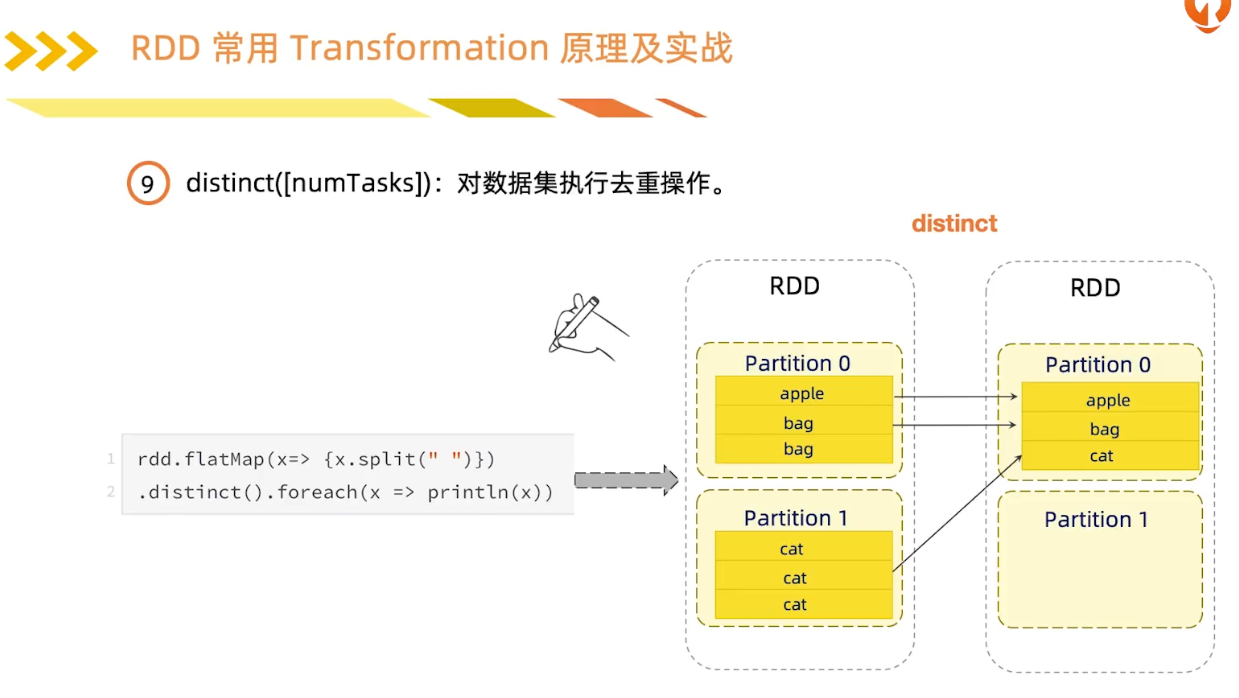 RDD 常用 Transformation 原理及实战
9 distinct([numTasks])：对数据集执行去重操作。
distinct
1 rdd.flatMap(x=> {x.split(" ")})
2 .distinct().foreach(x => println(x))
RDD
Partition 0
apple
bag
bag
Partition 1
cat
cat
cat
RDD
Partition 0
apple
bag
cat
Partition 1